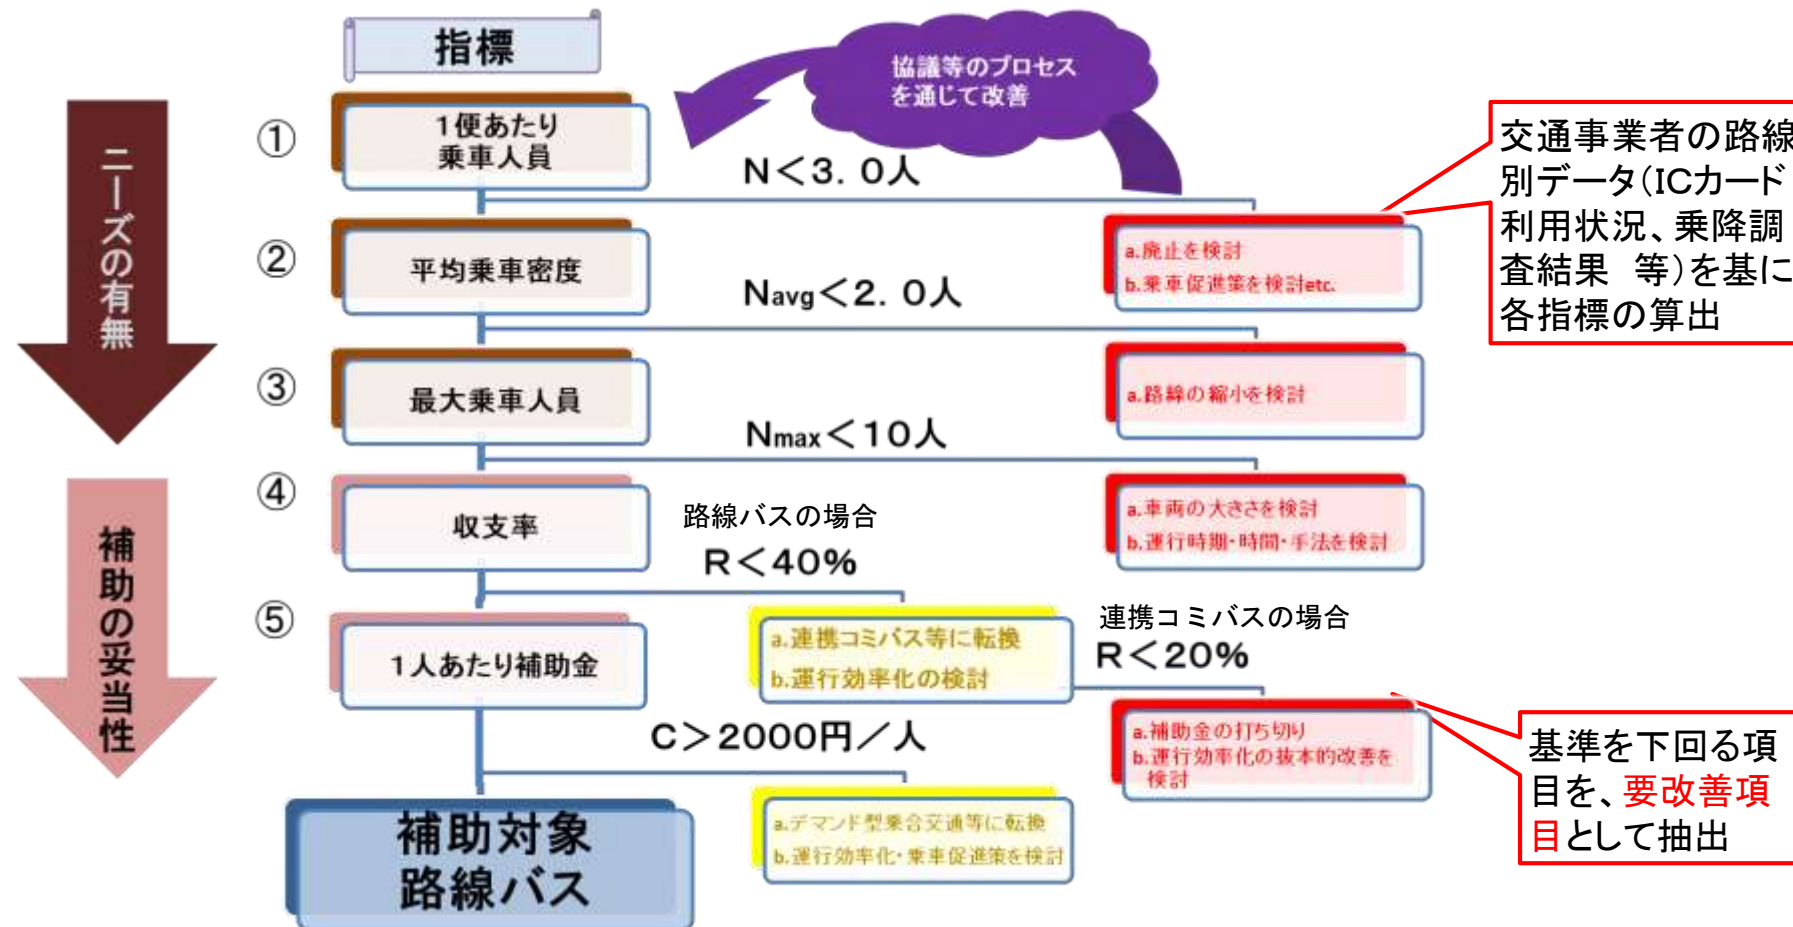 指標
協議等のプロセス
を通じて改善
ニーズの有無
①
1便あたり
乗車人員
N<3.0人
交通事業者の路線
別データ(ICカード
利用状況、乗降調
査結果 等)を基に
各指標の算出
a.廃止を検討
b.乗車促進策を検討etc.
②
平均乗車密度
Navg<2.0人
a.路線の縮小を検討
③
最大乗車人員
Nmax<10人
a.車両の大きさを検討
b.運行時期・時間・手法を検討
補助の妥当性
④
収支率
路線バスの場合
R<40%
a.連携コミバス等に転換
b.運行効率化の検討
連携コミバスの場合
R<20%
a.補助金の打ち切り
b.運行効率化の抜本的改善を
検討
基準を下回る項
目を、要改善項
目として抽出
⑤
1人あたり補助金
C>2000円/人
a.デマンド型乗合交通等に転換
b.運行効率化・乗車促進策を検討
補助対象
路線バス